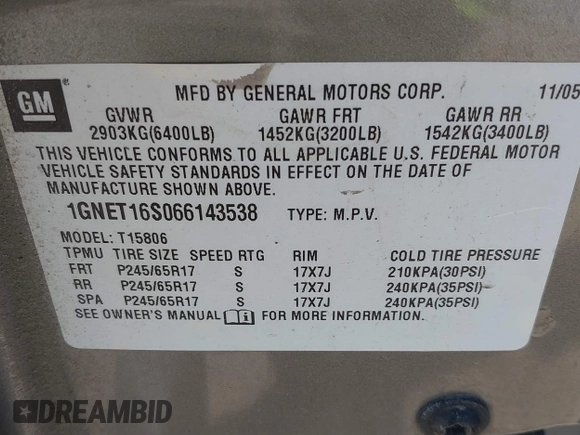 GM ®
MFD BY GENERAL MOTORS CORP. 11/05
GVWR GAWR FRT GAWR RR
2903KG(6400LB) 1452KG(3200LB) 1542KG(3400LB)
THIS VEHICLE CONFORMS TO ALL APPLICABLE U.S. FEDERAL MOTOR
VEHICLE SAFETY STANDARDS IN EFFECT ON THE DATE OF
MANUFACTURE SHOWN ABOVE.
1GNET16S066143538 TYPE: M.P.V.
MODEL: T15806
TPMU TIRE SIZE SPEED RTG RIM COLD TIRE PRESSURE
FRT P245/65R17 S 17X7J 210KPA(30PSI)
RR P245/65R17 S 17X7J 240KPA(35PSI)
SPA P245/65R17 S 17X7J 240KPA(35PSI)
SEE OWNER'S MANUAL FOR MORE INFORMATION.
DREAMBID